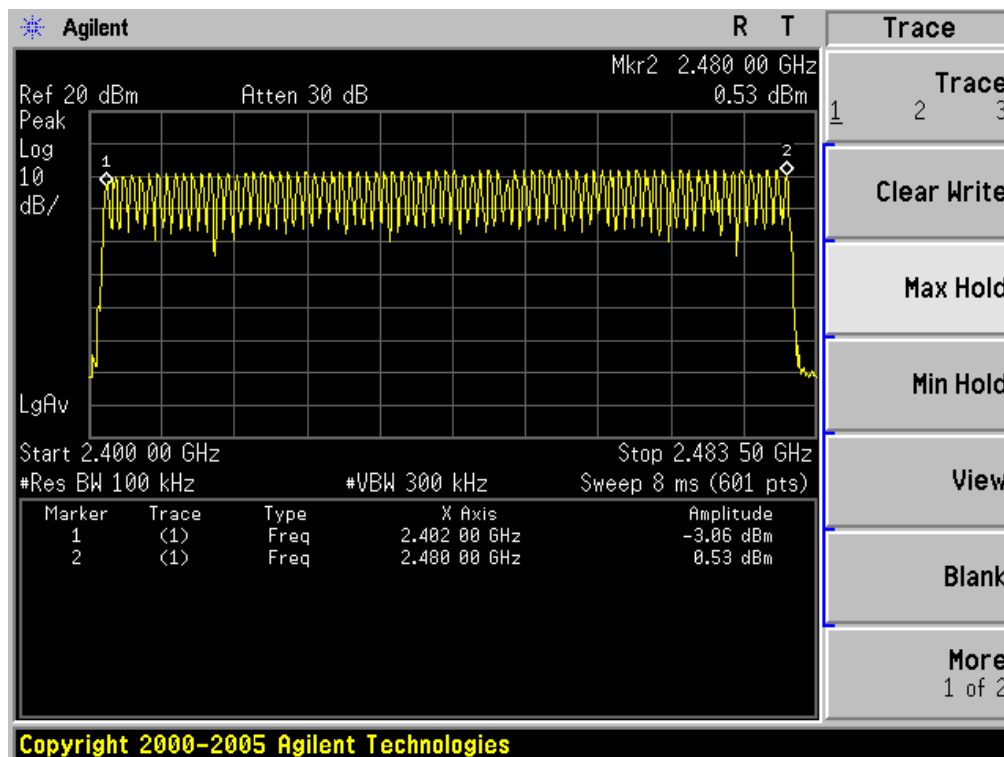 Agilent
R T
Trace
Mkr2 2.480 00 GHz
Ref 20 dBm Atten 30 dB 0.53 dBm
Peak
Log
10
dB/
1
2
LgAv
Start 2.400 00 GHz Stop 2.483 50 GHz
#Res BW 100 kHz #VBW 300 kHz Sweep 8 ms (601 pts)
Marker Trace Type X Axis Amplitude
1 (1) Freq 2.402 00 GHz -3.06 dBm
2 (1) Freq 2.480 00 GHz 0.53 dBm
Trace
1 2 3
Clear Write
Max Hold
Min Hold
View
Blank
More
1 of 2
Copyright 2000-2005 Agilent Technologies